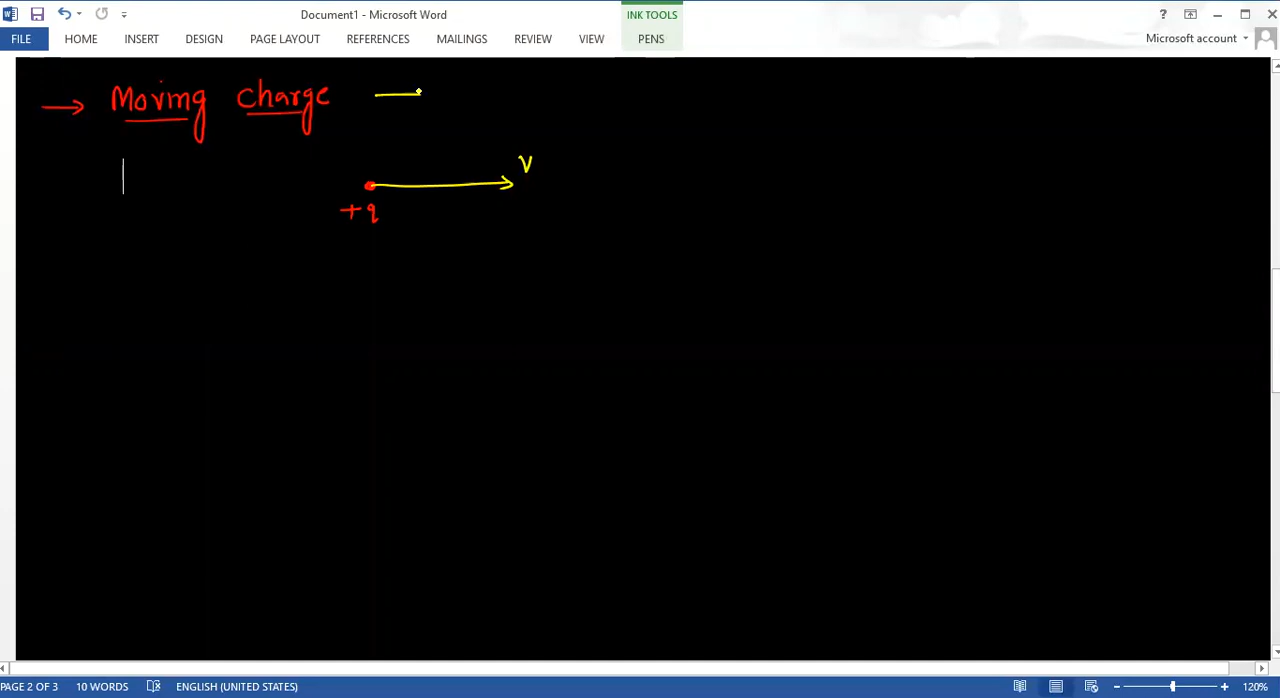 Document1 - Microsoft Word
INK TOOLS
FILE HOME INSERT DESIGN PAGE LAYOUT REFERENCES MAILINGS REVIEW VIEW PENS Microsoft account
→ Moving Charge
V
+q
PAGE 2 OF 3 10 WORDS ENGLISH (UNITED STATES) 120%